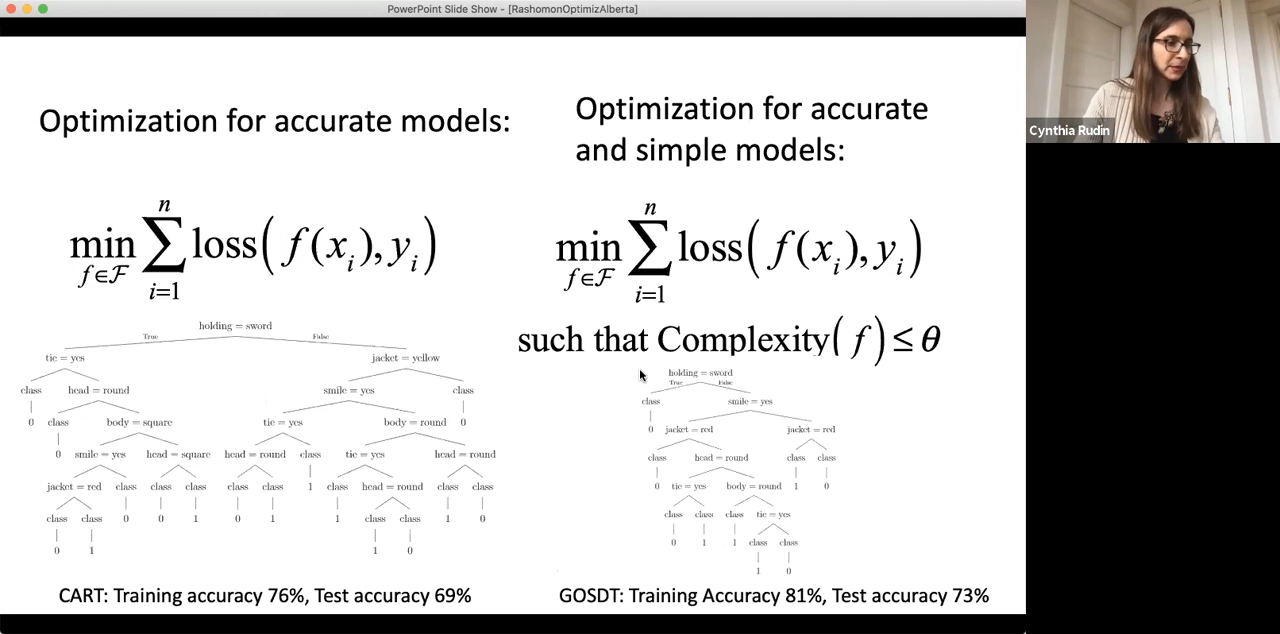 PowerPoint Slide Show - [RashomonOptimizAlberta]
Cynthia Rudin
Optimization for accurate models:
min f∈ℱ n ∑ i=1 loss( f(x_i), y_i )
holding = sword
True False
tie = yes jacket = yellow
class head = round smile = yes class
0 class body = square tie = yes body = round 0
0 smile = yes head = square head = round class tie = yes head = round
jacket = red class class class class class 1 class head = round class class
class class 0 0 1 0 1 1 class class 1 0
0 1 1 0
CART: Training accuracy 76%, Test accuracy 69%
Optimization for accurate
and simple models:
min f∈ℱ n ∑ i=1 loss( f(x_i), y_i )
such that Complexity( f ) ≤ θ
holding = sword
True False
class smile = yes
0 jacket = red jacket = red
class head = round class class
0 tie = yes body = round 1 0
class class class tie = yes
0 1 1 class class
1 0
GOSDT: Training Accuracy 81%, Test accuracy 73%